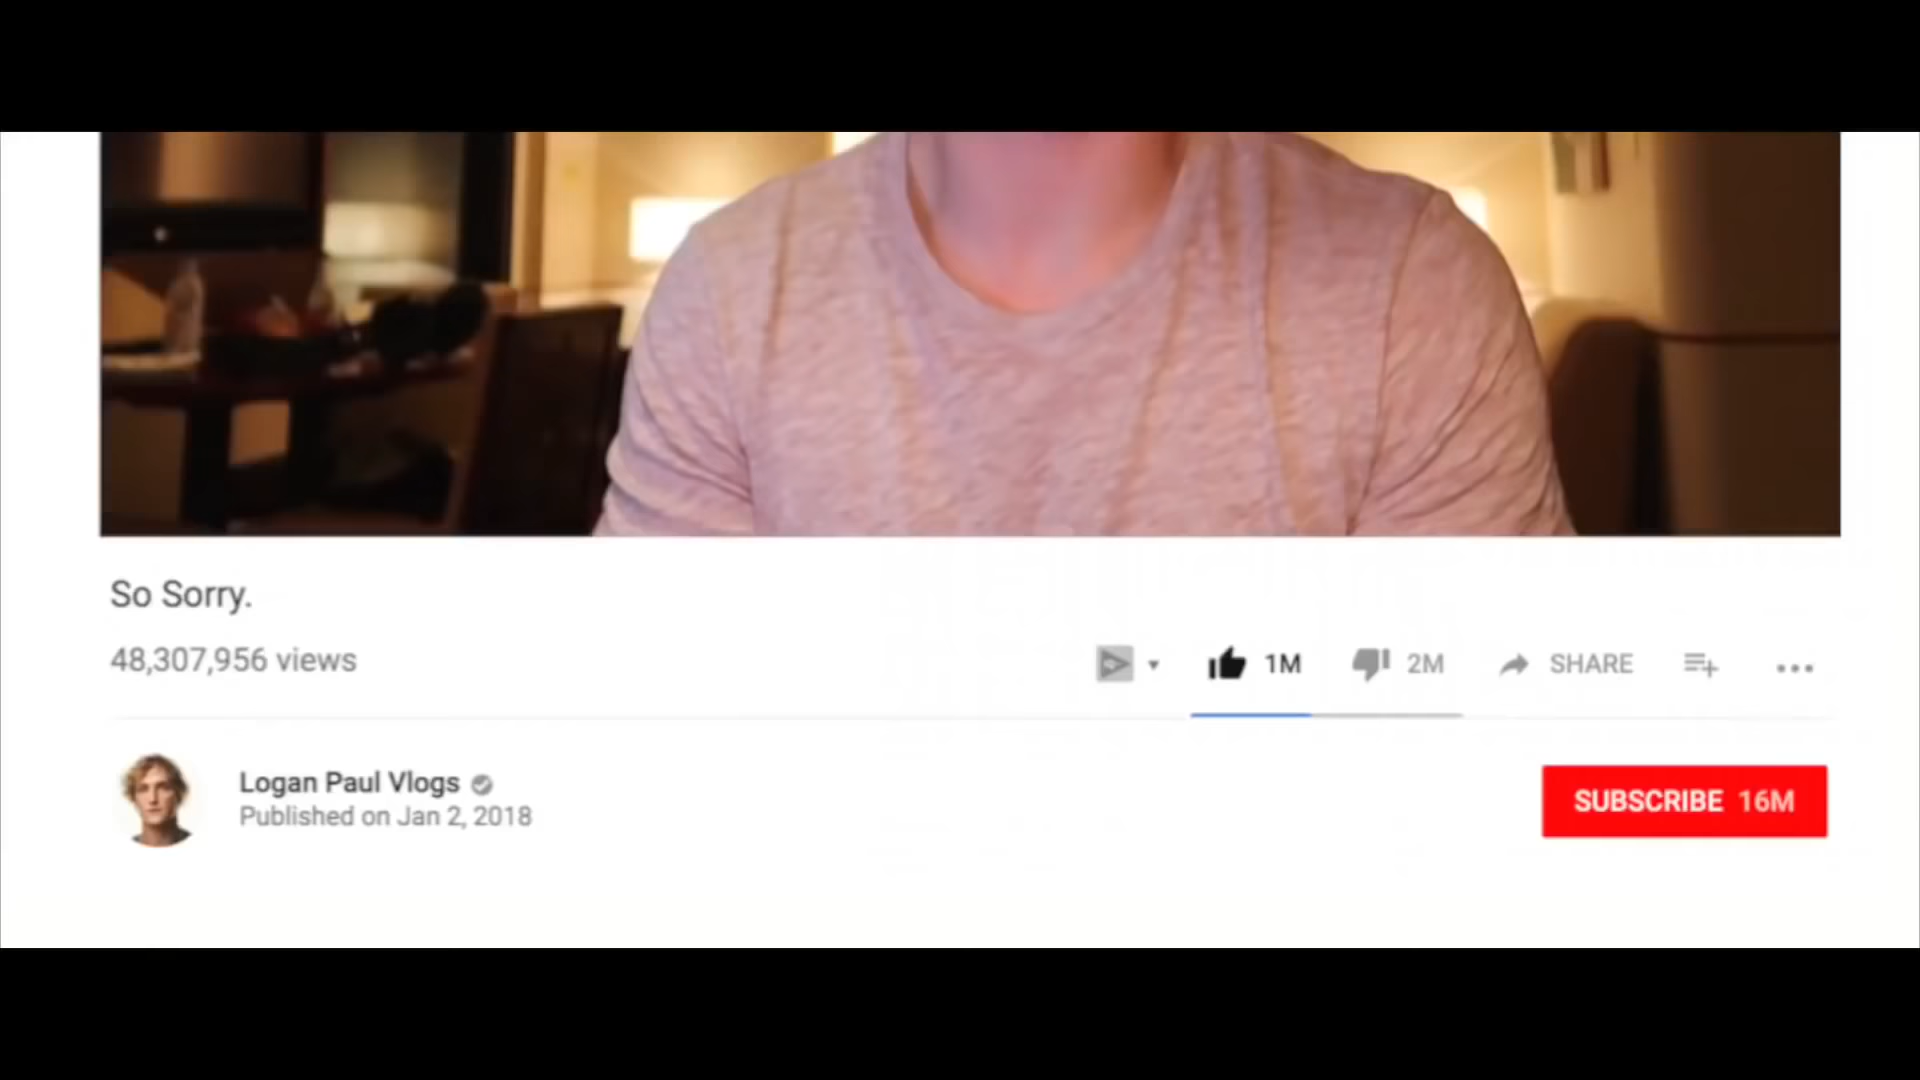 So Sorry.
48,307,956 views
1M 2M SHARE
Logan Paul Vlogs
Published on Jan 2, 2018
SUBSCRIBE 16M